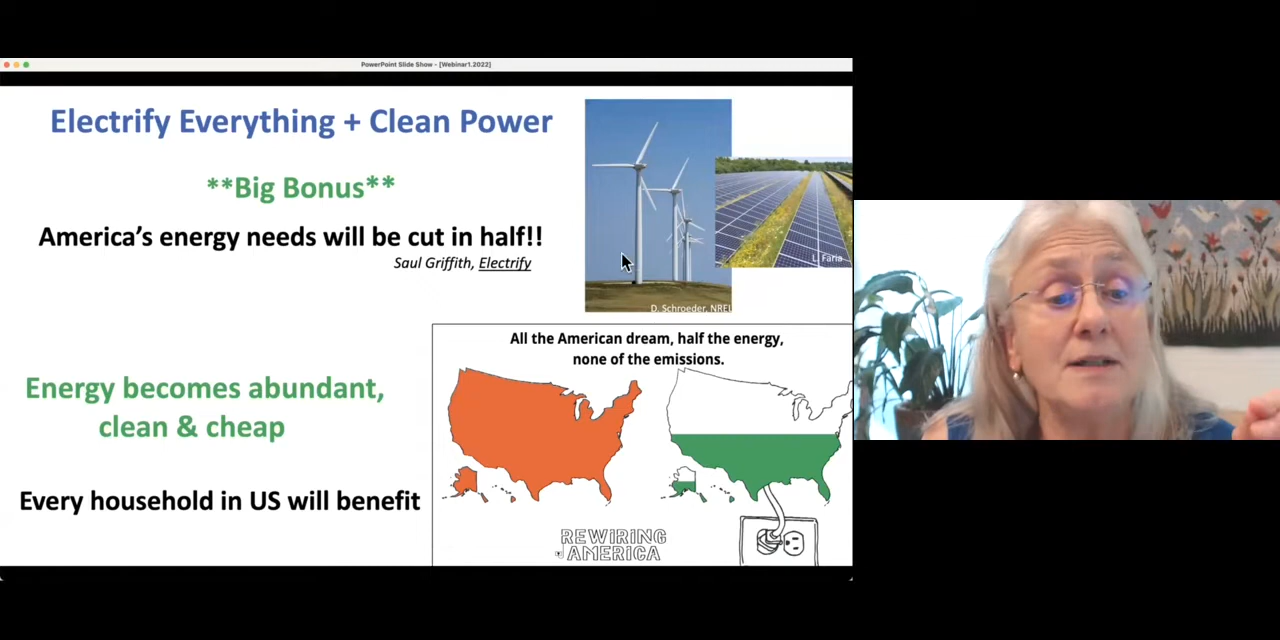 PowerPoint Slide Show - [Webinar1.2022]
Electrify Everything + Clean Power
**Big Bonus**
America's energy needs will be cut in half!!
Saul Griffith, Electrify
L. Faria
D. Schroeder, NREL
All the American dream, half the energy,
none of the emissions.
Energy becomes abundant,
clean & cheap
Every household in US will benefit
REWIRING
AMERICA